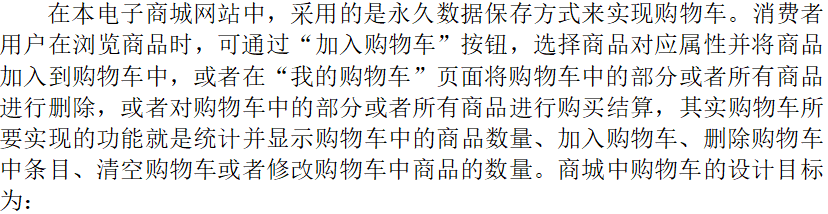 在本电子商城网站中，采用的是永久数据保存方式来实现购物车。消费者
用户在浏览商品时，可通过“加入购物车”按钮，选择商品对应属性并将商品
加入到购物车中，或者在“我的购物车”页面将购物车中的部分或者所有商品
进行删除，或者对购物车中的部分或者所有商品进行购买结算，其实购物车所
要实现的功能就是统计并显示购物车中的商品数量、加入购物车、删除购物车
中条目、清空购物车或者修改购物车中商品的数量。商城中购物车的设计目标
为：